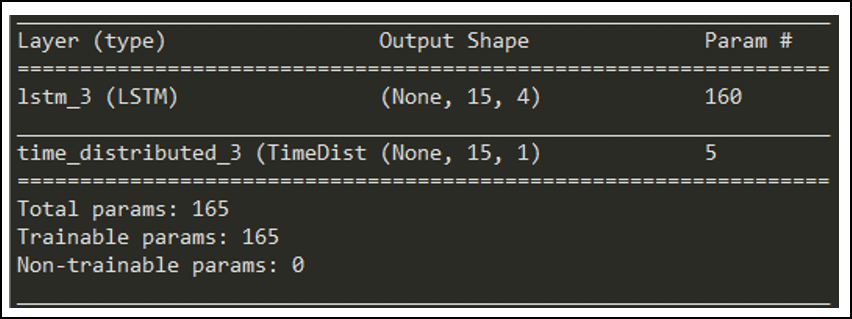 Layer (type) Output Shape Param #
=================================================================
lstm_3 (LSTM) (None, 15, 4) 160
time_distributed_3 (TimeDist (None, 15, 1) 5
=================================================================
Total params: 165
Trainable params: 165
Non-trainable params: 0